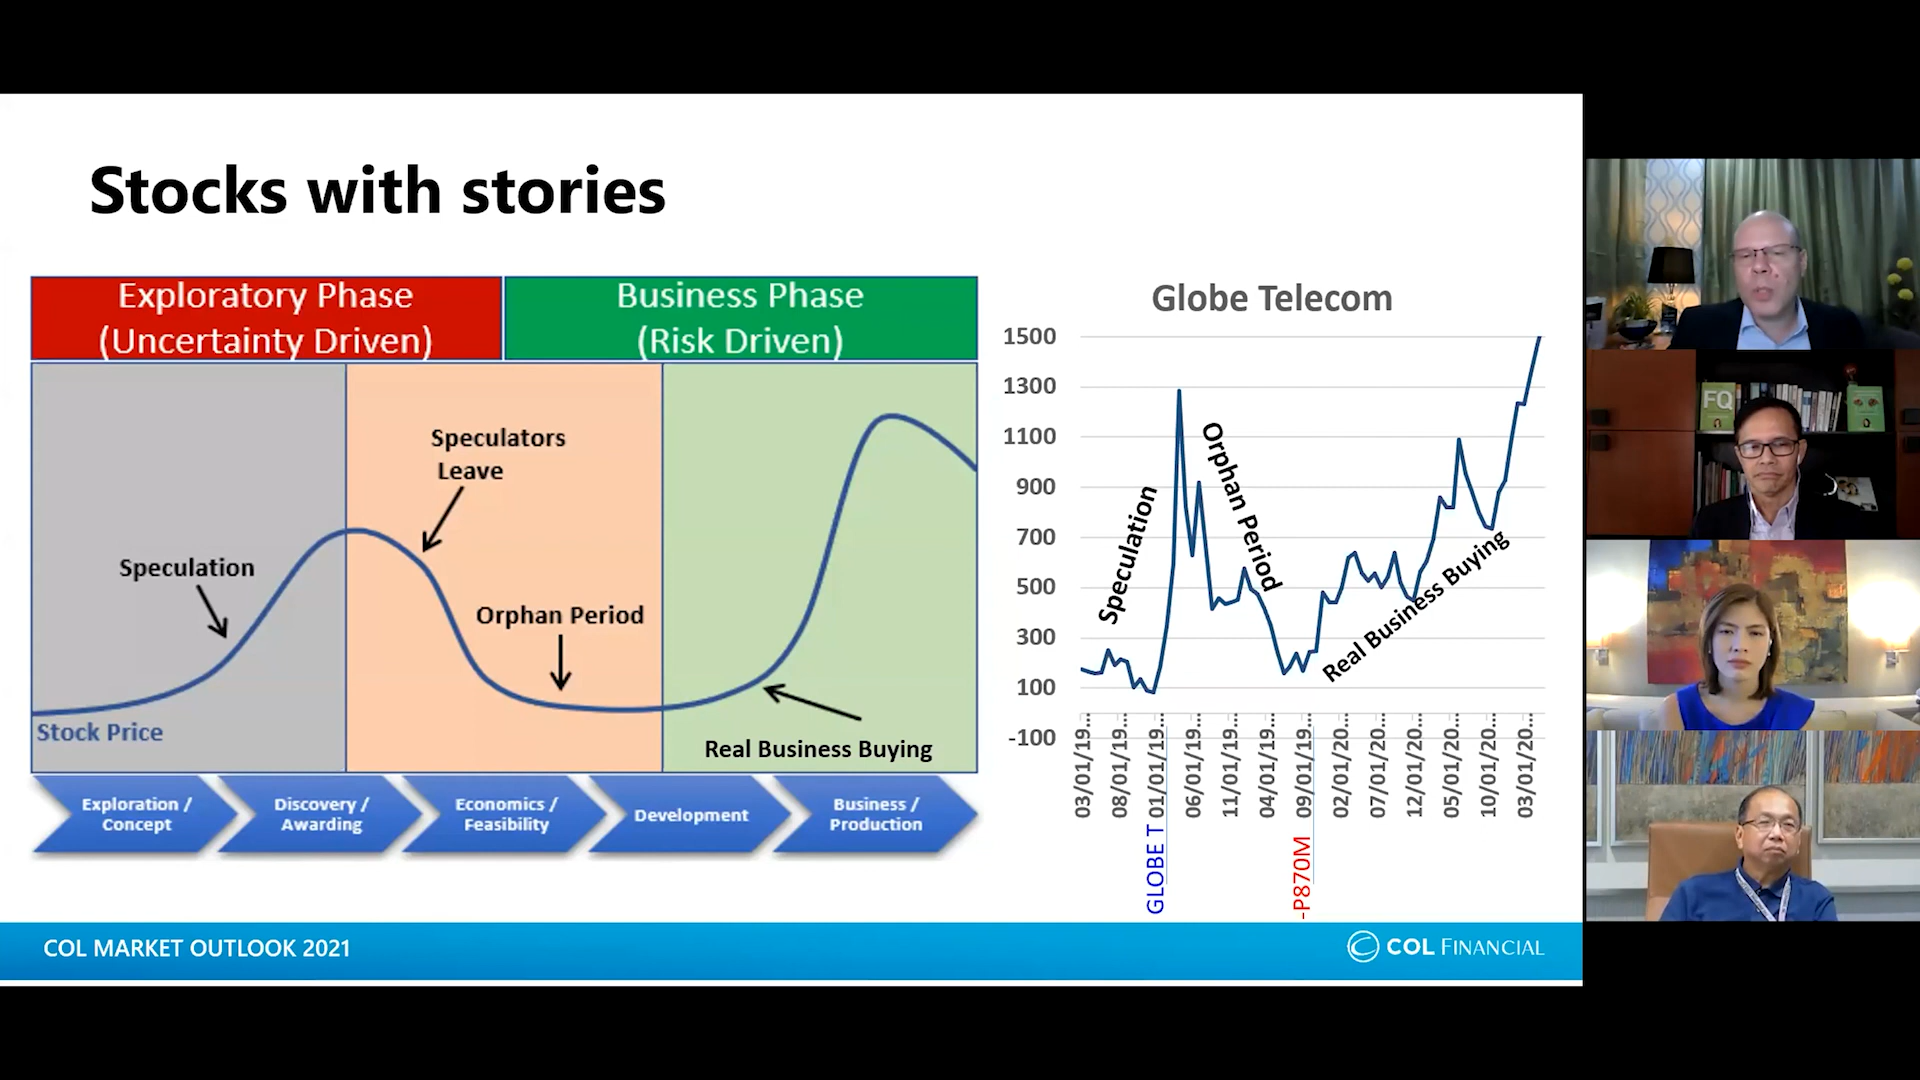 Stocks with stories
Exploratory Phase
(Uncertainty Driven)
Business Phase
(Risk Driven)
Speculation
Speculators
Leave
Orphan Period
Real Business Buying
Stock Price
Exploration /
Concept
Discovery /
Awarding
Economics /
Feasibility
Development
Business /
Production
Globe Telecom
1500
1300
1100
900
700
500
300
100
-100
Speculation
Orphan Period
Real Business Buying
03/01/19…
08/01/19…
01/01/19…
06/01/19…
11/01/19…
04/01/19…
09/01/19…
02/01/20…
07/01/20…
12/01/20…
05/01/20…
10/01/20…
03/01/20…
GLOBE T
-P870M
COL MARKET OUTLOOK 2021
COL FINANCIAL
FQ